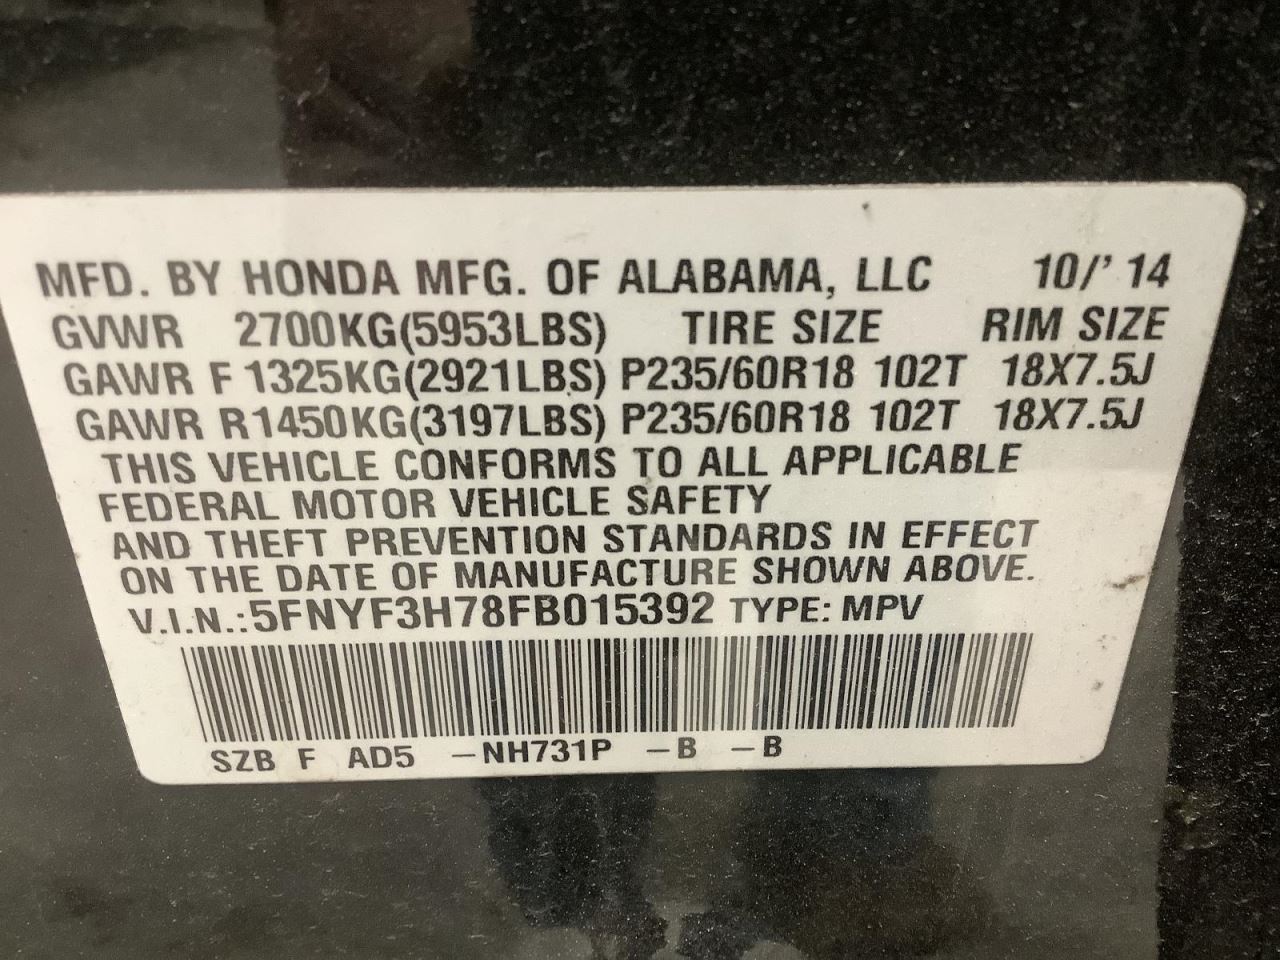 MFD. BY HONDA MFG. OF ALABAMA, LLC 10/' 14
GVWR 2700KG(5953LBS) TIRE SIZE RIM SIZE
GAWR F 1325KG(2921LBS) P235/60R18 102T 18X7.5J
GAWR R1450KG(3197LBS) P235/60R18 102T 18X7.5J
THIS VEHICLE CONFORMS TO ALL APPLICABLE
FEDERAL MOTOR VEHICLE SAFETY
AND THEFT PREVENTION STANDARDS IN EFFECT
ON THE DATE OF MANUFACTURE SHOWN ABOVE.
V.I.N.:5FNYF3H78FB015392 TYPE: MPV
SZB F AD5 –NH731P –B –B